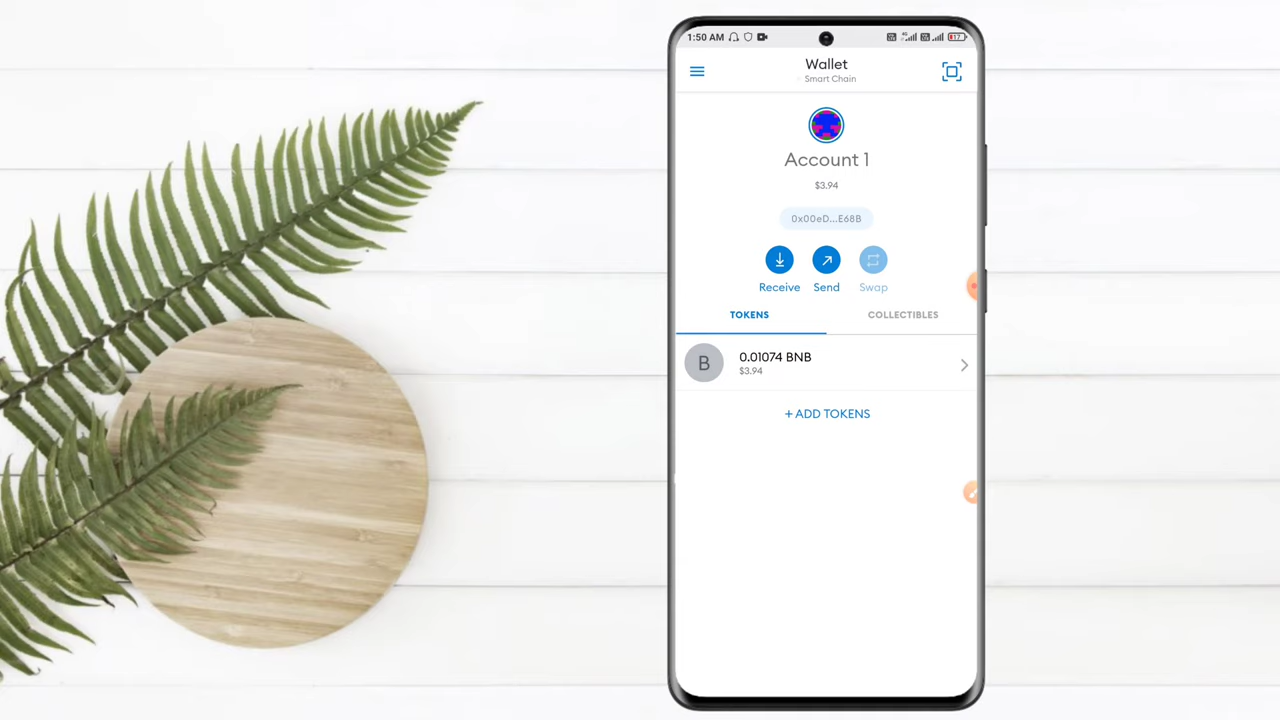 1:50 AM
17
Wallet
Smart Chain
Account 1
$3.94
0x00eD...E68B
Receive Send Swap
TOKENS COLLECTIBLES
B
0.01074 BNB
$3.94
+ ADD TOKENS